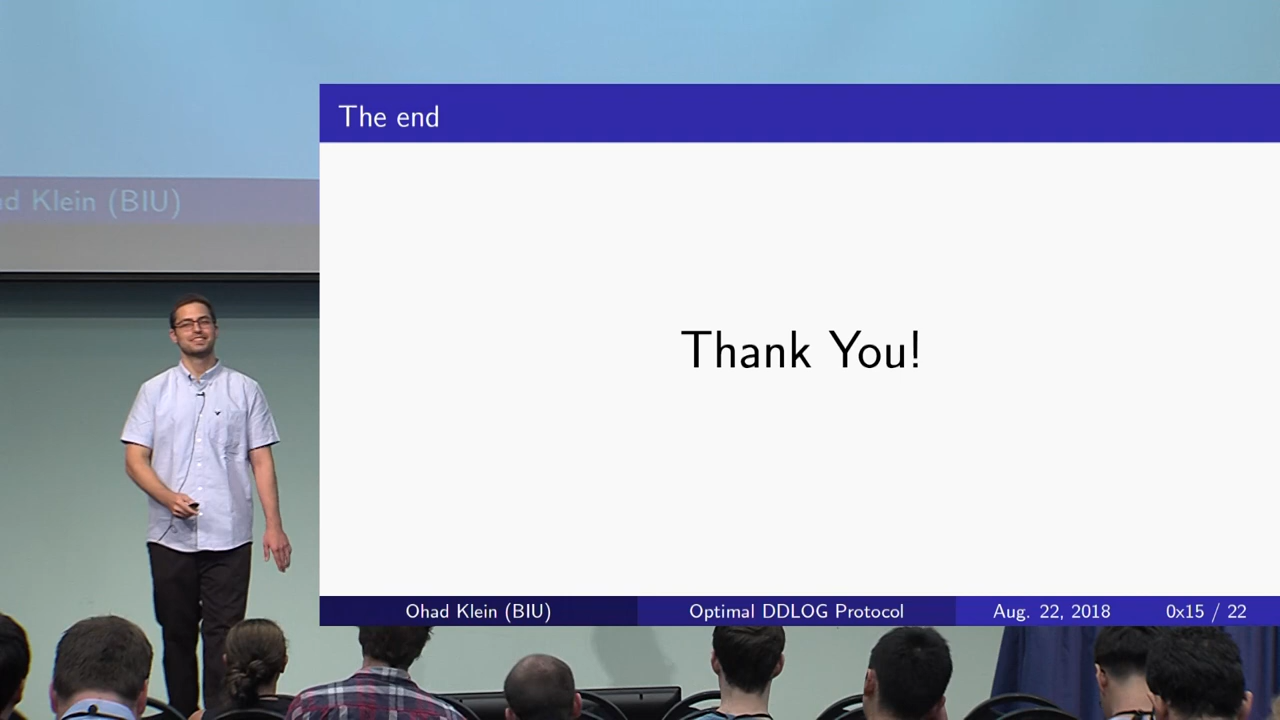 The end
d Klein (BIU)
Thank You!
Ohad Klein (BIU) Optimal DDLOG Protocol Aug. 22, 2018 0x15 / 22